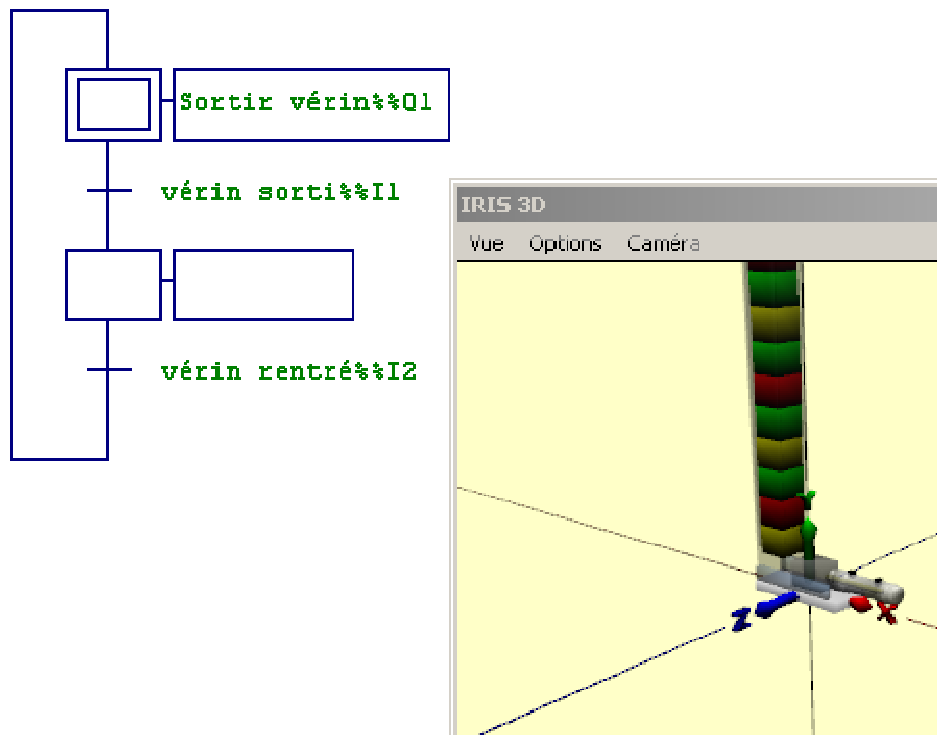 Sortir vérin%%Q1
vérin sorti%%I1
vérin rentré%%I2
IRIS 3D
Vue Options Caméra
Y
Z
X